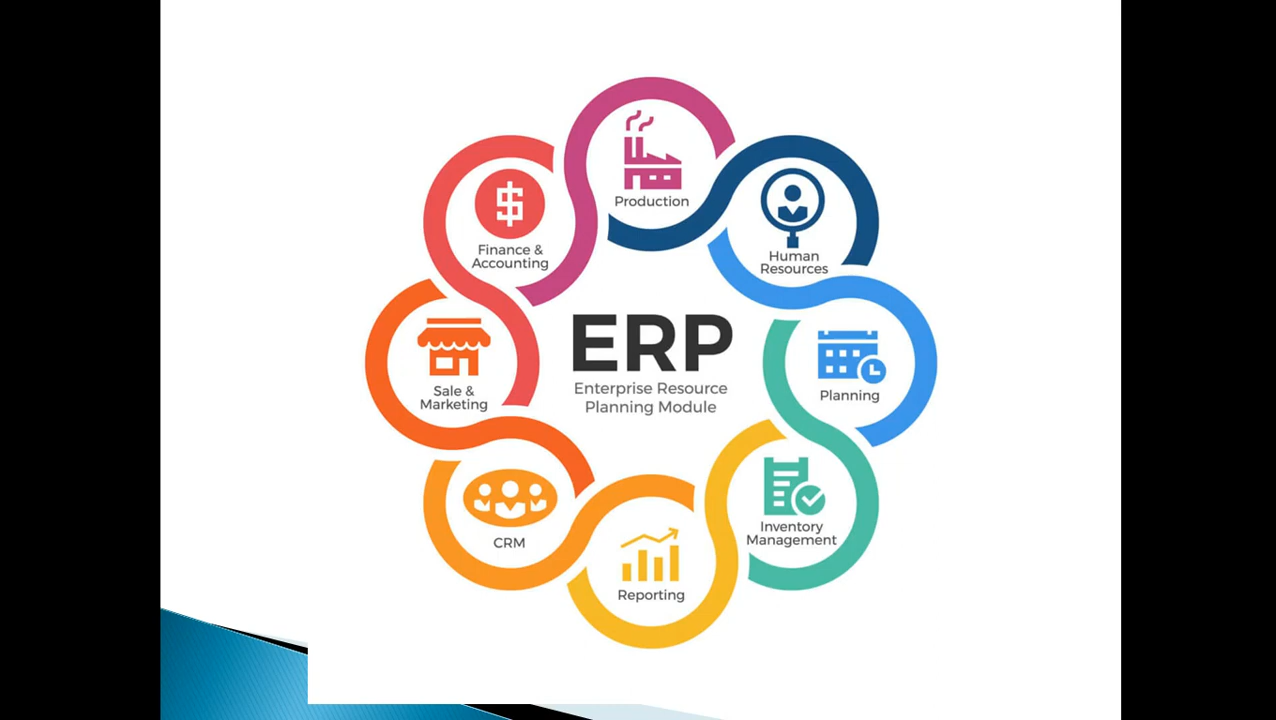 Production
Human
Resources
Finance &
Accounting
ERP
Enterprise Resource
Planning Module
Planning
Sale &
Marketing
Inventory
Management
CRM
Reporting